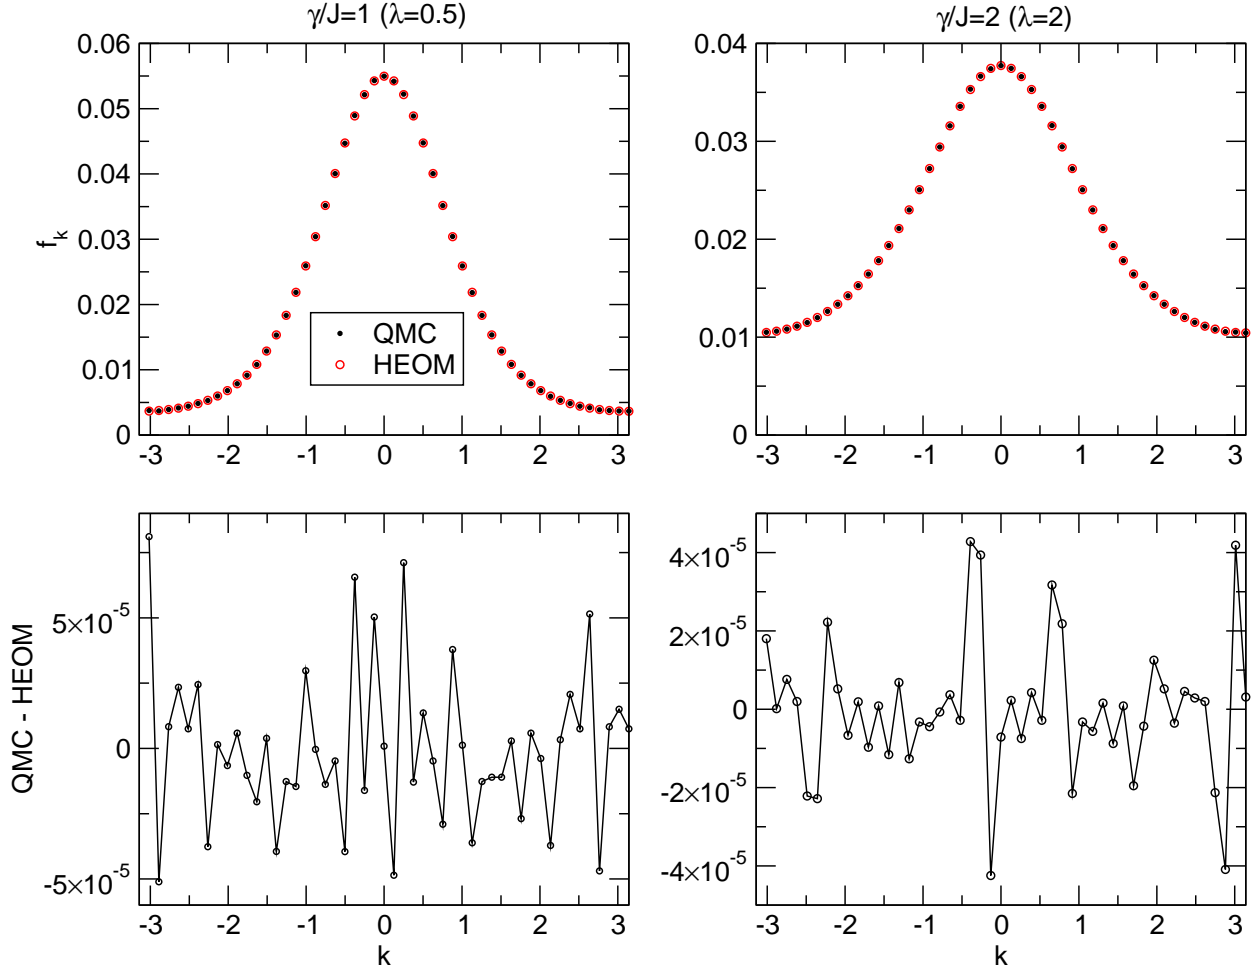 γ/J=1 (λ=0.5)
0.06
0.05
0.04
0.03
0.02
0.01
0
f_k
QMC
HEOM
-3 -2 -1 0 1 2 3
γ/J=2 (λ=2)
0.04
0.03
0.02
0.01
0
-3 -2 -1 0 1 2 3
QMC - HEOM
5×10^-5
0
-5×10^-5
-3 -2 -1 0 1 2 3
k
4×10^-5
2×10^-5
0
-2×10^-5
-4×10^-5
-3 -2 -1 0 1 2 3
k